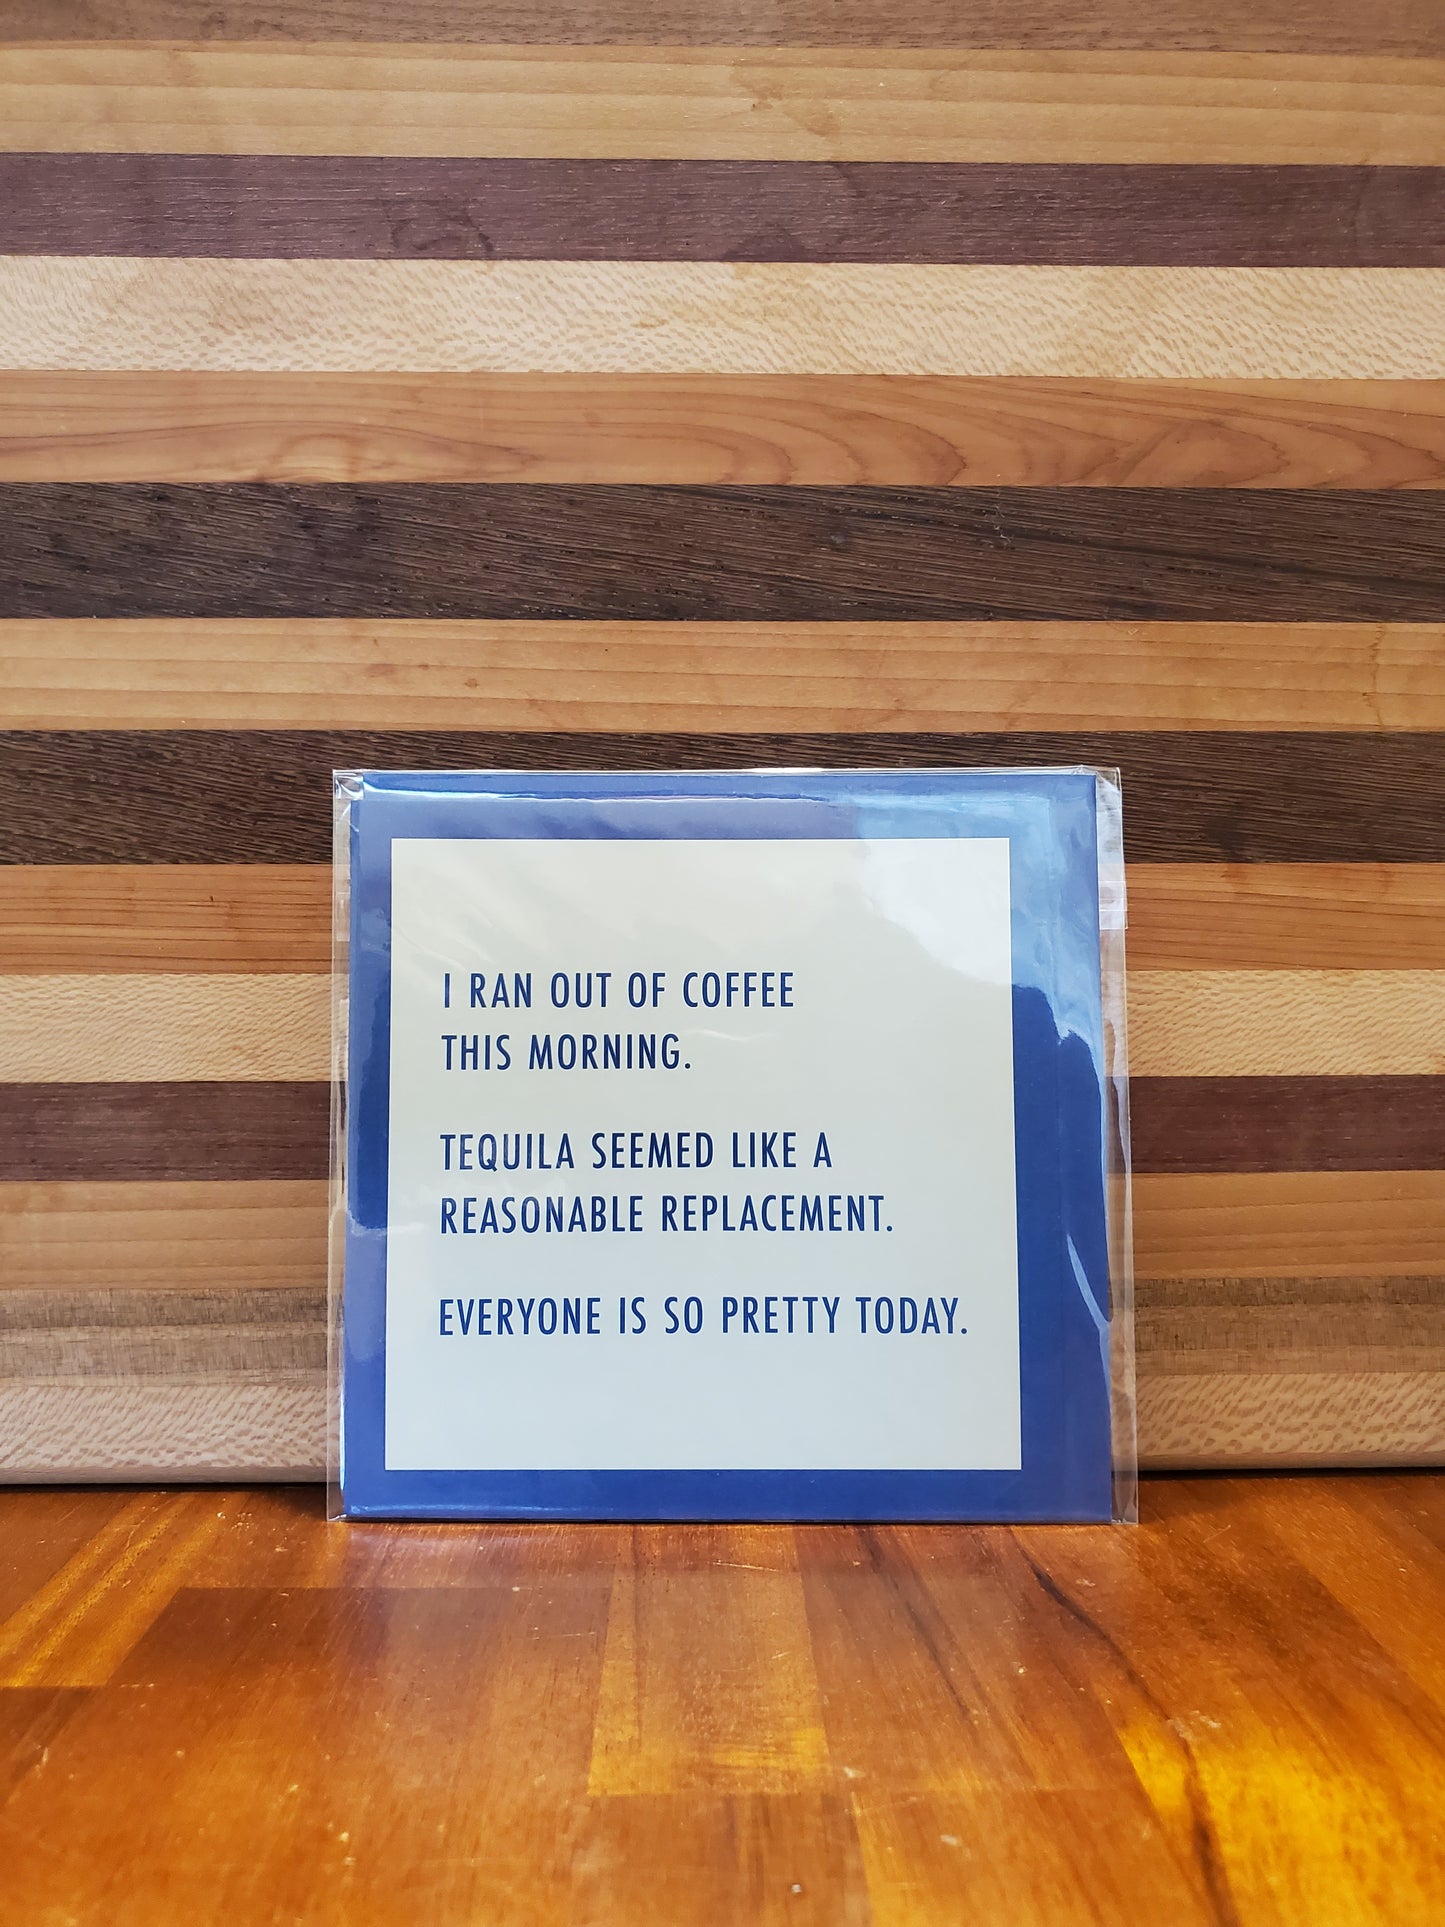 I RAN OUT OF COFFEE
THIS MORNING.
TEQUILA SEEMED LIKE A
REASONABLE REPLACEMENT.
EVERYONE IS SO PRETTY TODAY.